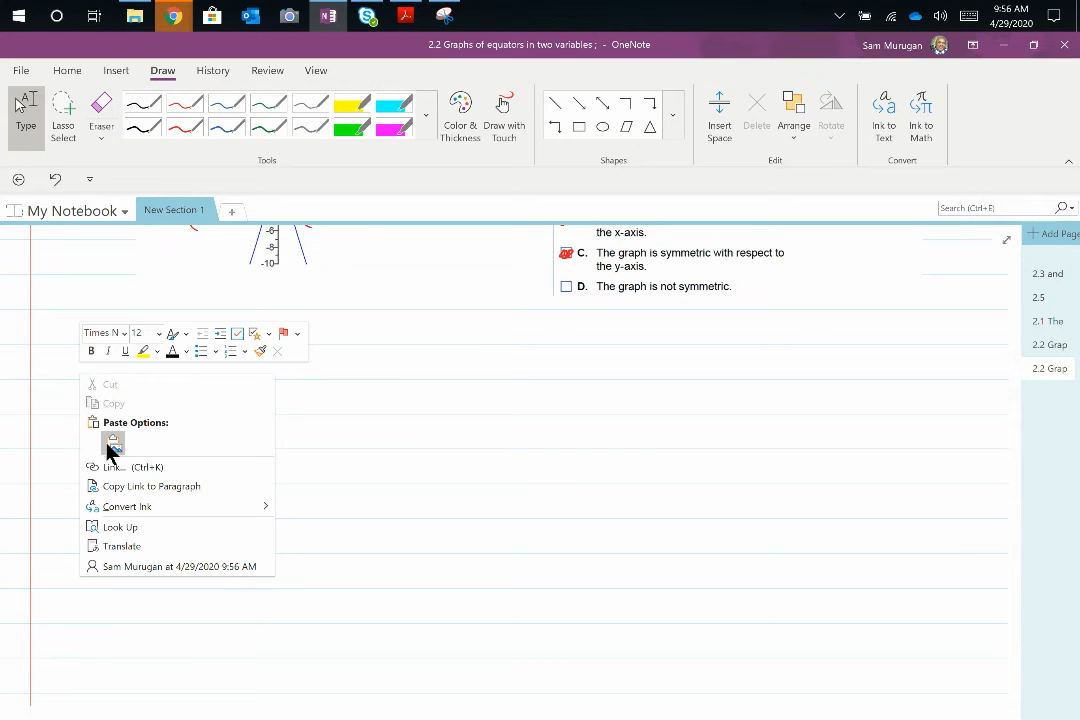 9:56 AM
4/29/2020
2.2 Graphs of equators in two variables ; - OneNote
Sam Murugan
File Home Insert Draw History Review View
Type
Lasso Select
Eraser
Color & Thickness
Draw with Touch
Insert Space
Delete
Arrange
Rotate
Ink to Text
Ink to Math
Tools
Shapes
Edit
Convert
My Notebook
New Section 1
Search (Ctrl+E)
Add Page
2.3 and
2.5
2.1 The
2.2 Grap
2.2 Grap
-6
-8
-10
the x-axis.
C. The graph is symmetric with respect to
the y-axis.
D. The graph is not symmetric.
Times N 12
B I U A
Cut
Copy
Paste Options:
Link... (Ctrl+K)
Copy Link to Paragraph
Convert Ink
Look Up
Translate
Sam Murugan at 4/29/2020 9:56 AM